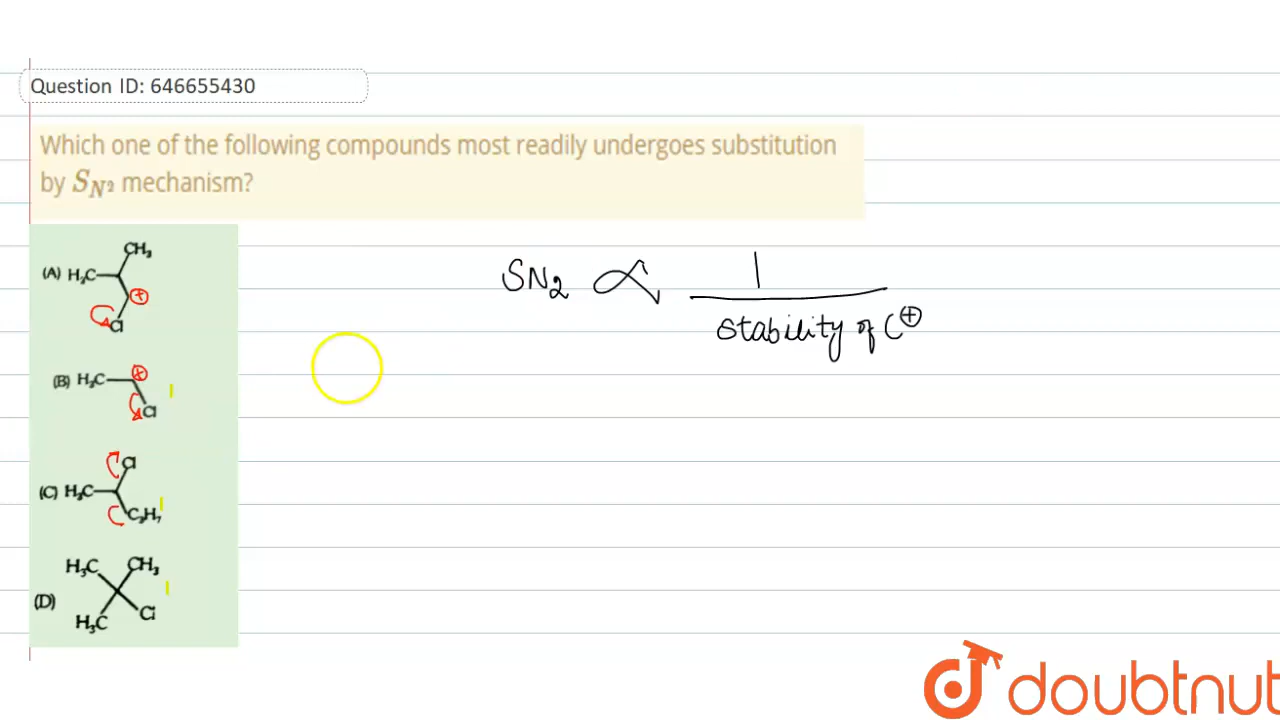 Question ID: 646655430
Which one of the following compounds most readily undergoes substitution
by S_N² mechanism?
CH₃
(A) H₃C
+
Cl
(B) H₃C
+
Cl
Cl
(C) H₃C
C₃H₇
H₃C CH₃
(D)
Cl
H₃C
SN₂ ∝ 1
stability of C⊕
doubtnut